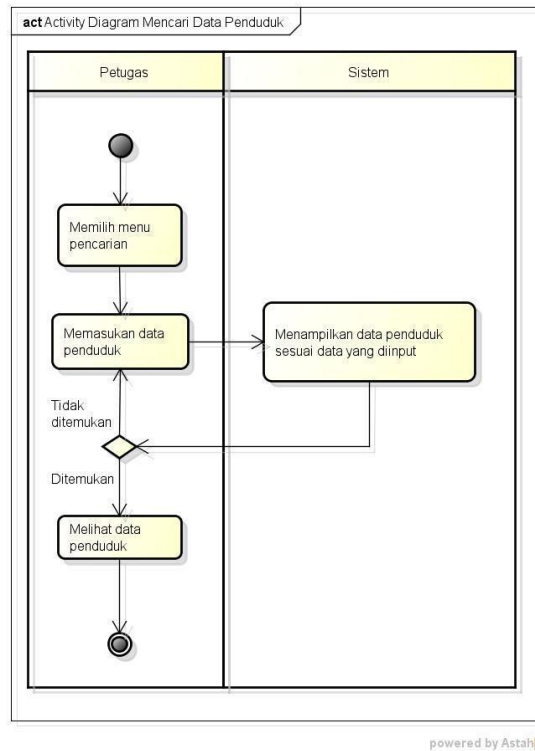 act Activity Diagram Mencari Data Penduduk
Petugas
Sistem
Memilih menu
pencarian
Memasukan data
penduduk
Menampilkan data penduduk
sesuai data yang diinput
Tidak
ditemukan
Ditemukan
Melihat data
penduduk
powered by Astah